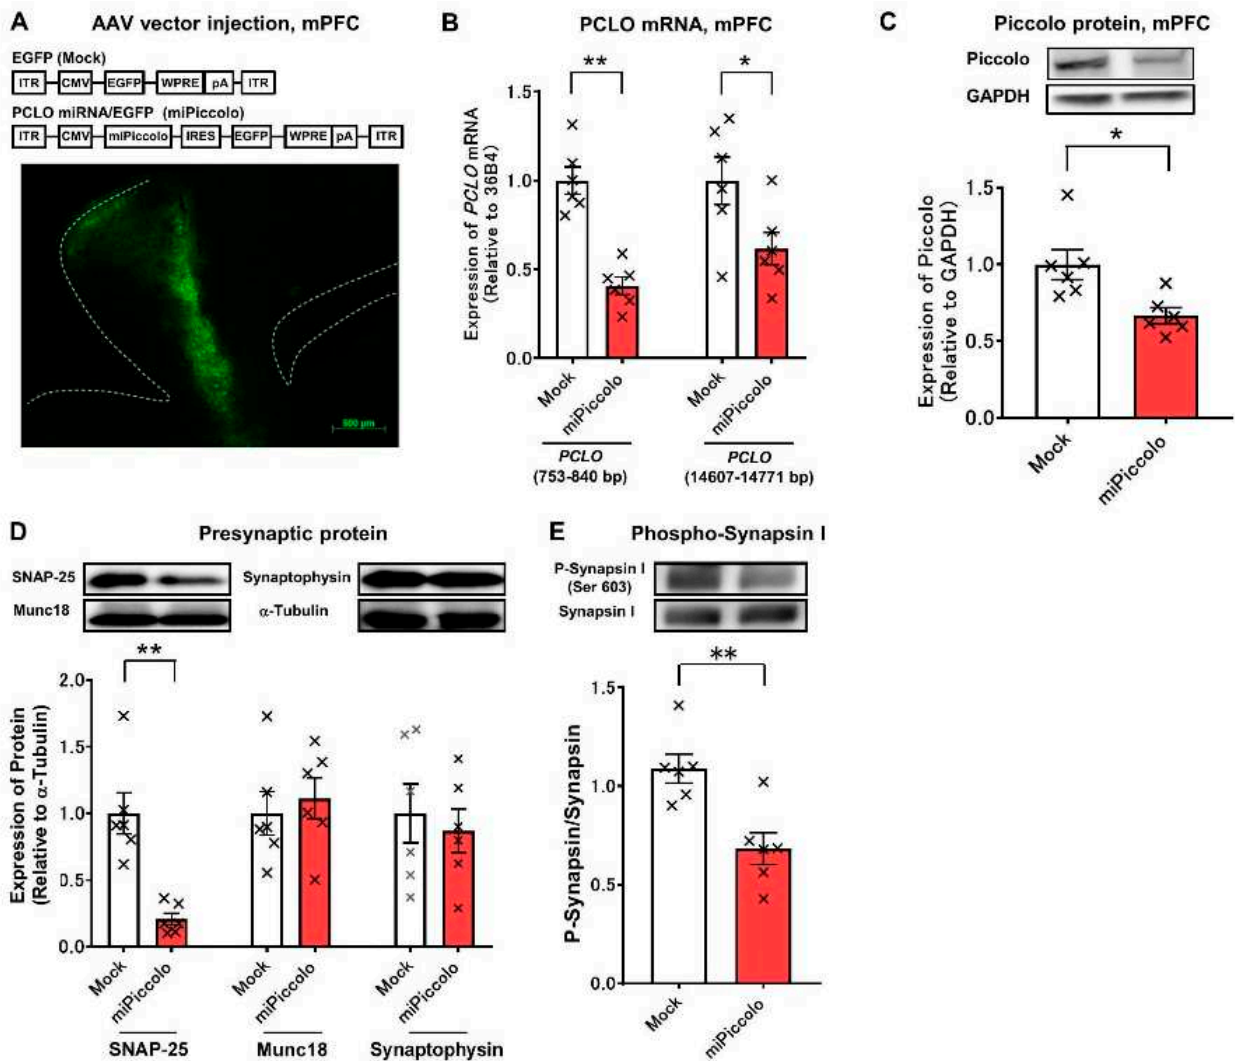 A AAV vector injection, mPFC
EGFP (Mock)
ITR CMV EGFP WPRE pA ITR
PCLO miRNA/EGFP (miPiccolo)
ITR CMV miPiccolo IRES EGFP WPRE pA ITR
B PCLO mRNA, mPFC
** *
Expression of PCLO mRNA
(Relative to 36B4)
1.5
1.0
0.5
0.0
Mock miPiccolo Mock miPiccolo
PCLO PCLO
(753-840 bp) (14607-14771 bp)
C Piccolo protein, mPFC
Piccolo
GAPDH
*
Expression of Piccolo
(Relative to GAPDH)
1.5
1.0
0.5
0.0
Mock miPiccolo
D Presynaptic protein
SNAP-25 Synaptophysin
Munc18 α-Tubulin
**
Expression of Protein
(Relative to α-Tubulin)
2.0
1.5
1.0
0.5
0.0
Mock miPiccolo Mock miPiccolo Mock miPiccolo
SNAP-25 Munc18 Synaptophysin
E Phospho-Synapsin I
P-Synapsin I
(Ser 603)
Synapsin I
**
P-Synapsin/Synapsin
1.5
1.0
0.5
0.0
Mock miPiccolo